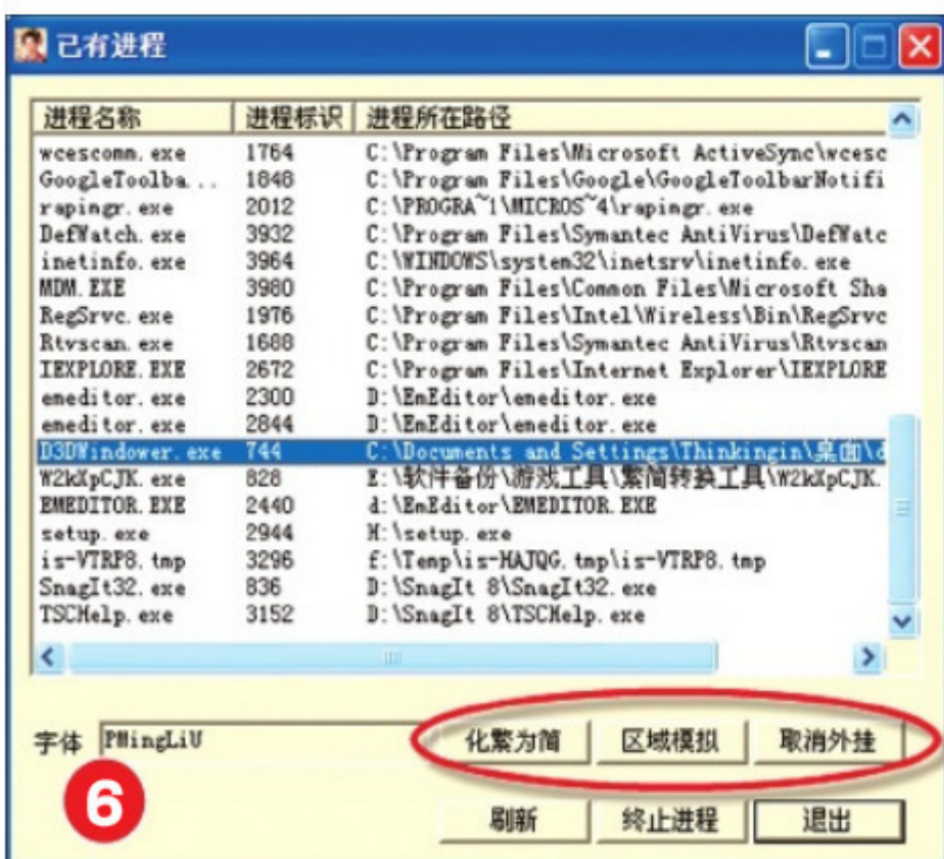 己有进程
进程名称 进程标识 进程所在路径
wcescomm.exe 1764 C:\Program Files\Microsoft ActiveSync\wcesc
GoogleToolba... 1848 C:\Program Files\Google\GoogleToolbarNotifi
rapimgr.exe 2012 C:\PROGRA~1\MICROS~4\rapimgr.exe
DefWatch.exe 3932 C:\Program Files\Symantec AntiVirus\DefWatc
inetinfo.exe 3964 C:\WINDOWS\system32\inetsrv\inetinfo.exe
MDM.EXE 3980 C:\Program Files\Common Files\Microsoft Sha
RegSrvc.exe 1976 C:\Program Files\Intel\Wireless\Bin\RegSrvc
Rtvscan.exe 1688 C:\Program Files\Symantec AntiVirus\Rtvscan
IEXPLORE.EXE 2672 C:\Program Files\Internet Explorer\IEXPLORE
emeditor.exe 2300 D:\EmEditor\emeditor.exe
emeditor.exe 2844 D:\EmEditor\emeditor.exe
D3DWindower.exe 744 C:\Documents and Settings\Thinkingin\桌面\d
W2kXpCJK.exe 828 E:\软件备份\游戏工具\繁简转换工具\W2kXpCJK.
EMEDITOR.EXE 2440 d:\EmEditor\EMEDITOR.EXE
setup.exe 2944 H:\setup.exe
is-VTRP8.tmp 3296 f:\Temp\is-HAJQG.tmp\is-VTRP8.tmp
SnagIt32.exe 836 D:\SnagIt 8\SnagIt32.exe
TSCHelp.exe 3152 D:\SnagIt 8\TSCHelp.exe
字体 PMingLiU 化繁为简 区域模拟 取消外挂
6 刷新 终止进程 退出